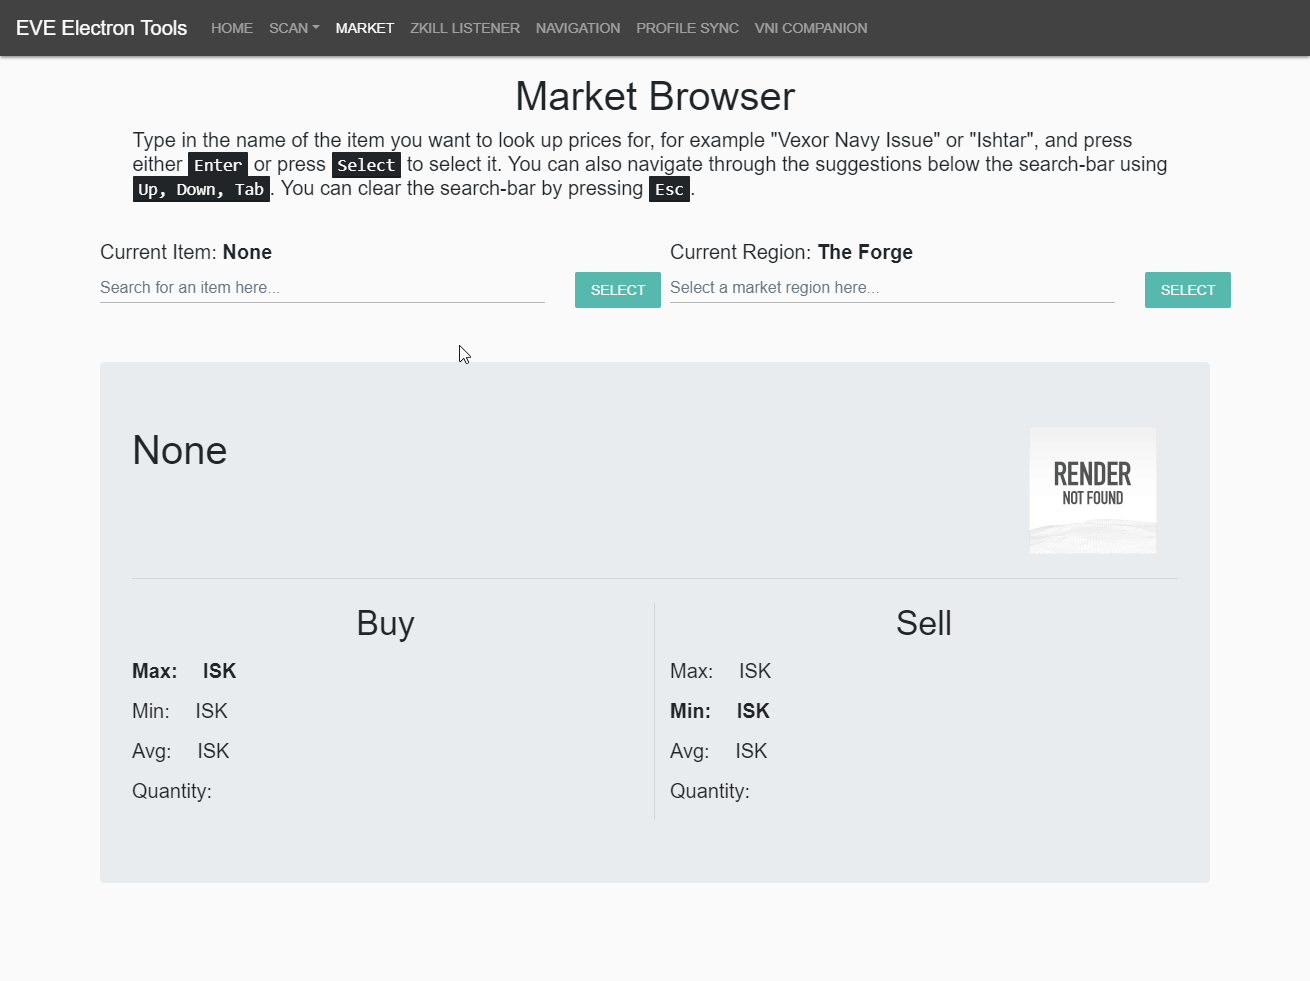 EVE Electron Tools HOME SCAN MARKET ZKILL LISTENER NAVIGATION PROFILE SYNC VNI COMPANION
Market Browser
Type in the name of the item you want to look up prices for, for example "Vexor Navy Issue" or "Ishtar", and press
either Enter or press Select to select it. You can also navigate through the suggestions below the search-bar using
Up, Down, Tab. You can clear the search-bar by pressing Esc.
Current Item: None
Search for an item here...
SELECT
Current Region: The Forge
Select a market region here...
SELECT
None
RENDER
NOT FOUND
Buy
Max: ISK
Min: ISK
Avg: ISK
Quantity:
Sell
Max: ISK
Min: ISK
Avg: ISK
Quantity: